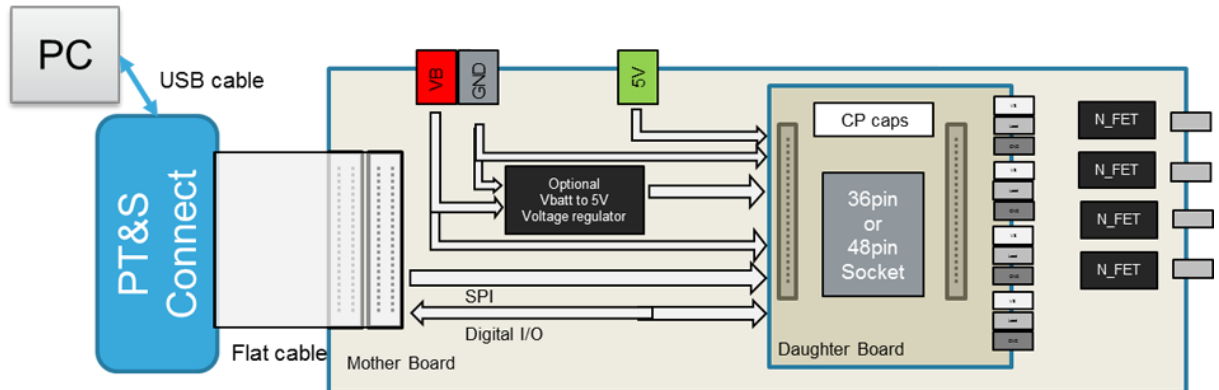 PC
USB cable
PT&S
Connect
Flat cable
VB
GND
5V
Optional
Vbatt to 5V
Voltage regulator
SPI
Digital I/O
Mother Board
CP caps
36pin
or
48pin
Socket
Daughter Board
N_FET
N_FET
N_FET
N_FET